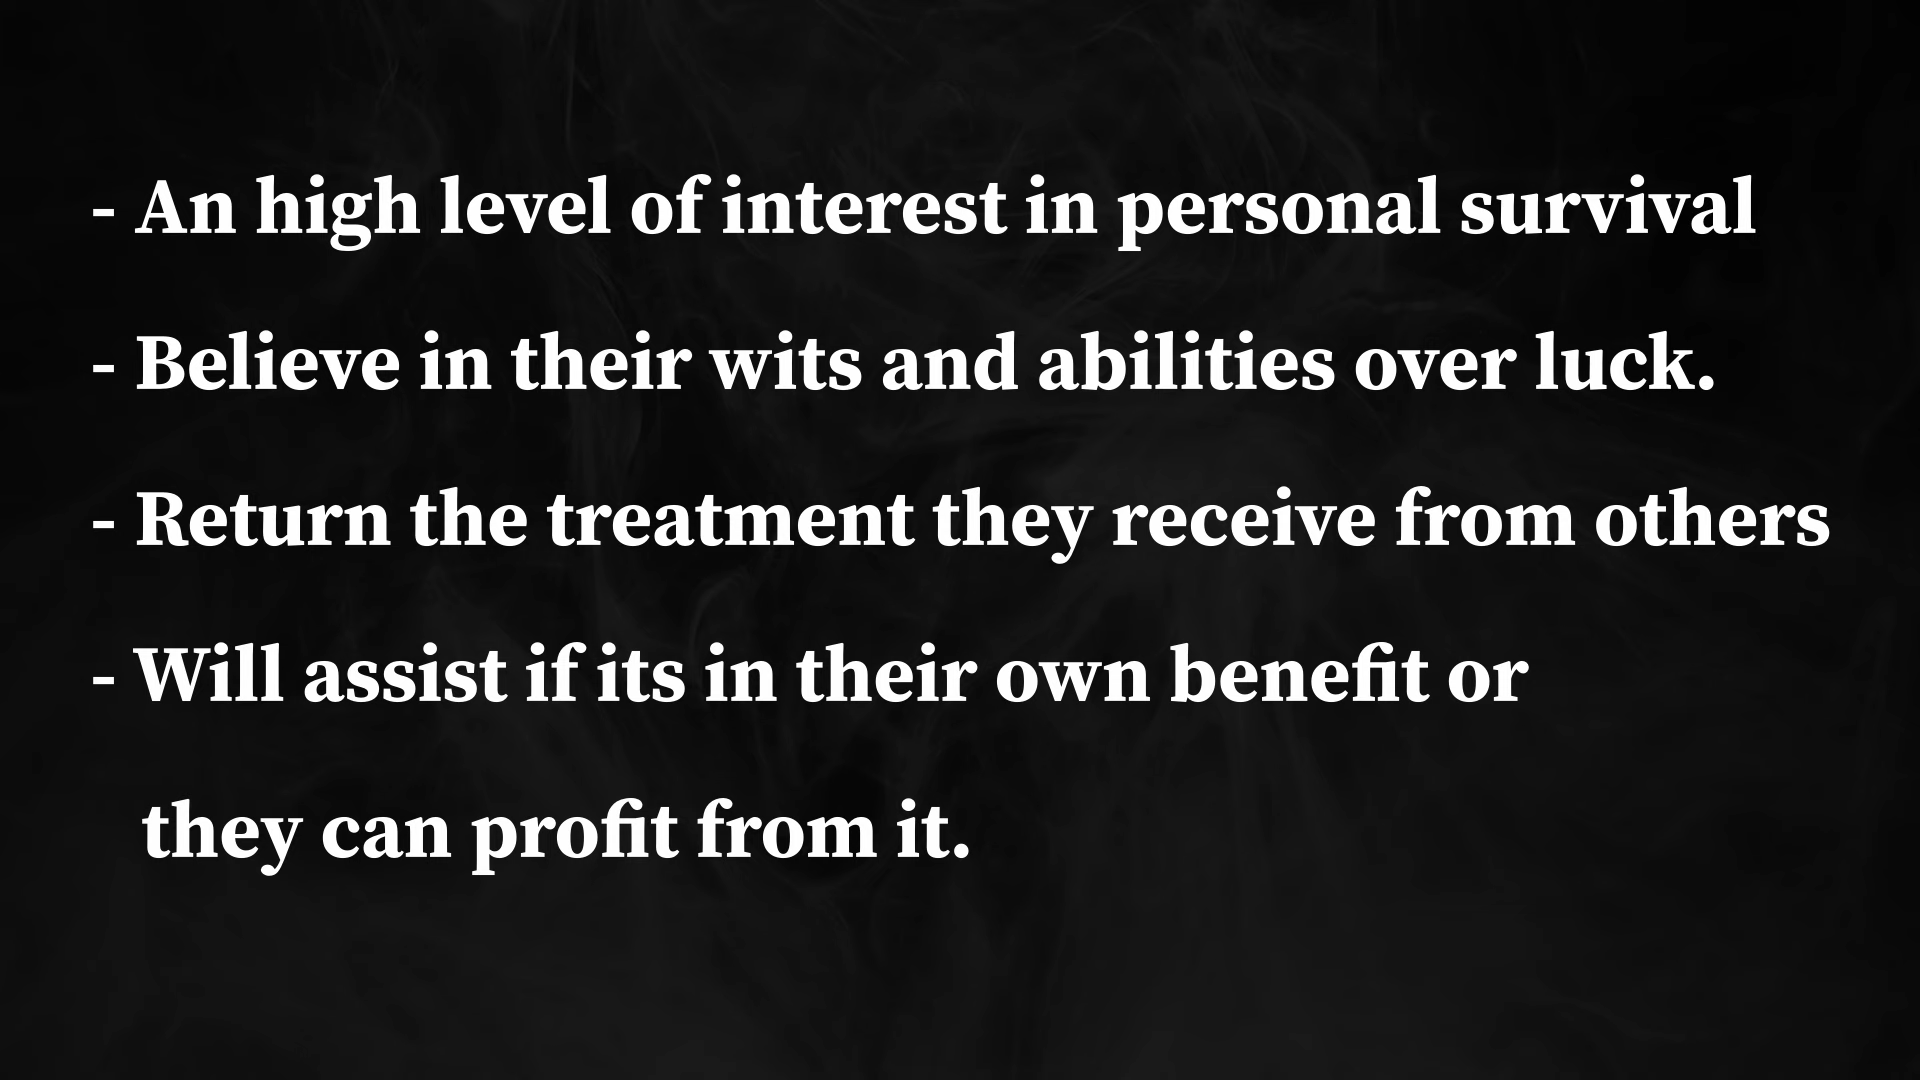 - An high level of interest in personal survival
- Believe in their wits and abilities over luck.
- Return the treatment they receive from others
- Will assist if its in their own benefit or
they can profit from it.